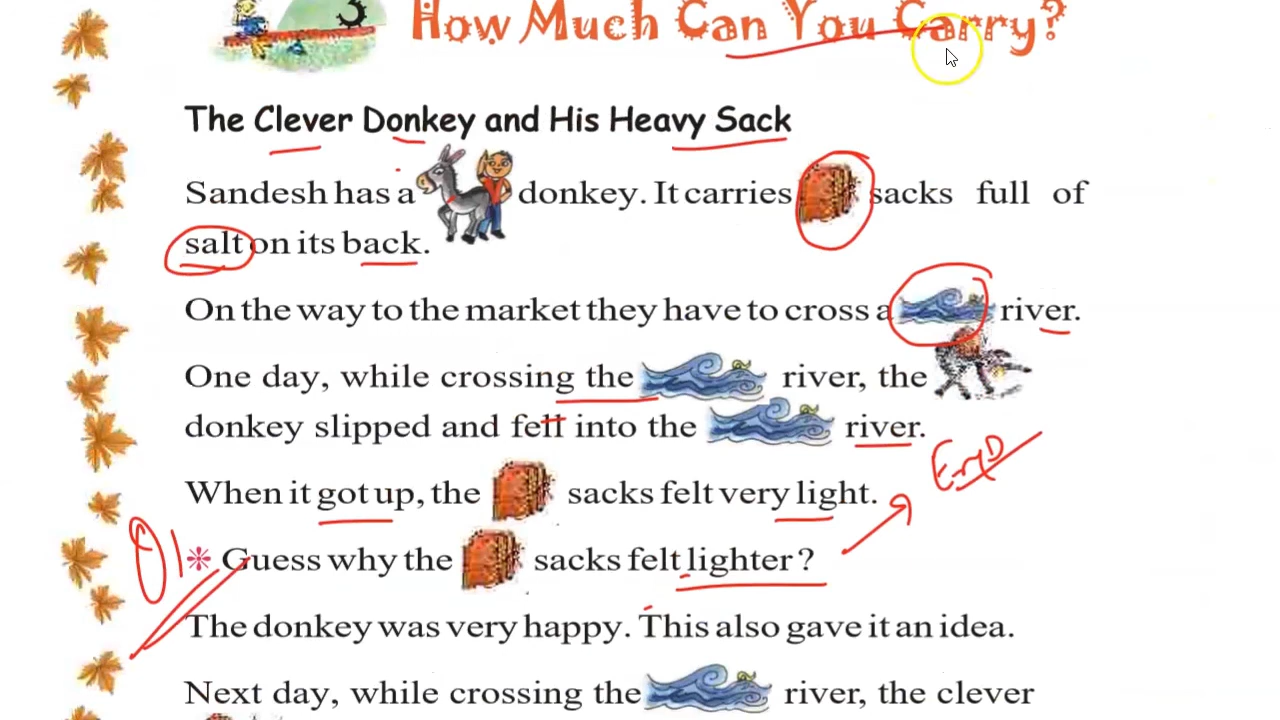 How Much Can You Carry?
The Clever Donkey and His Heavy Sack
Sandesh has a donkey. It carries sacks full of
salt on its back.
On the way to the market they have to cross a river.
One day, while crossing the river, the
donkey slipped and fell into the river.
When it got up, the sacks felt very light.
Q1 * Guess why the sacks felt lighter?
The donkey was very happy. This also gave it an idea.
Next day, while crossing the river, the clever